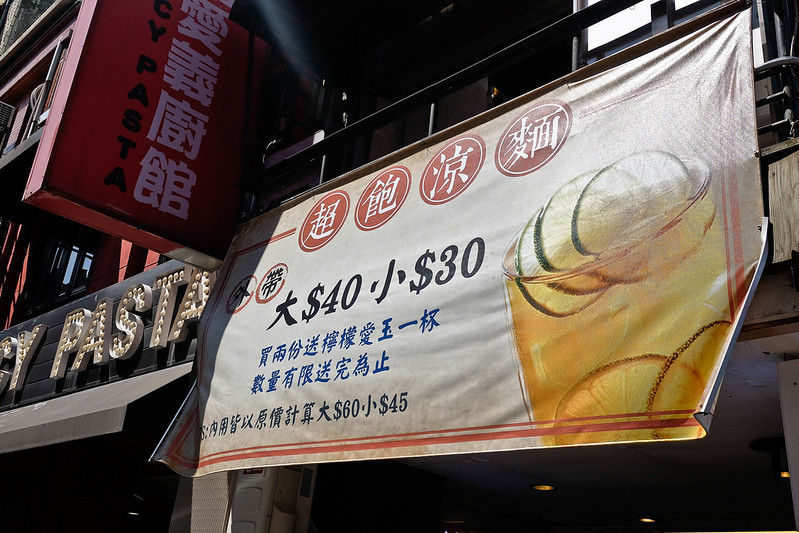 愛義廚館
CY PASTA
超飽涼麵
外帶
大$40·小$30
買兩份送檸檬愛玉一杯
數量有限送完為止
S:內用皆以原價計算大$60·小$45
CY PASTA